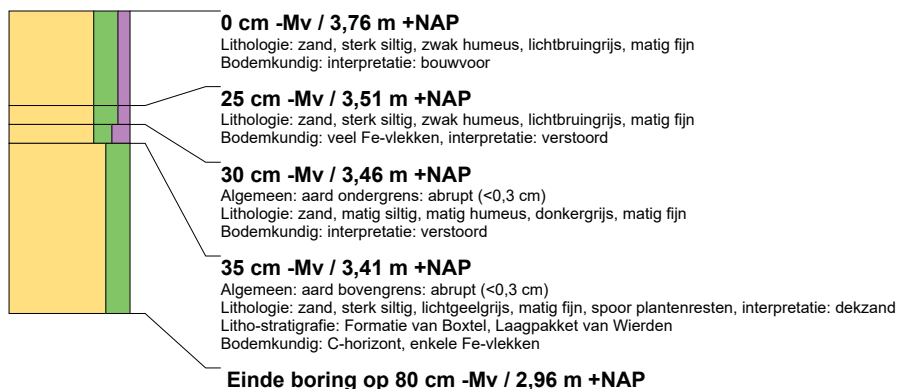 0 cm -Mv / 3,76 m +NAP
Lithologie: zand, sterk siltig, zwak humeus, lichtbruingrijs, matig fijn
Bodemkundig: interpretatie: bouwvoor
25 cm -Mv / 3,51 m +NAP
Lithologie: zand, sterk siltig, zwak humeus, lichtbruingrijs, matig fijn
Bodemkundig: veel Fe-vlekken, interpretatie: verstoord
30 cm -Mv / 3,46 m +NAP
Algemeen: aard ondergrens: abrupt (<0,3 cm)
Lithologie: zand, matig siltig, matig humeus, donkergrijs, matig fijn
Bodemkundig: interpretatie: verstoord
35 cm -Mv / 3,41 m +NAP
Algemeen: aard bovengrens: abrupt (<0,3 cm)
Lithologie: zand, sterk siltig, lichtgeelgrijs, matig fijn, spoor plantenresten, interpretatie: dekzand
Litho-stratigrafie: Formatie van Boxtel, Laagpakket van Wierden
Bodemkundig: C-horizont, enkele Fe-vlekken
Einde boring op 80 cm -Mv / 2,96 m +NAP